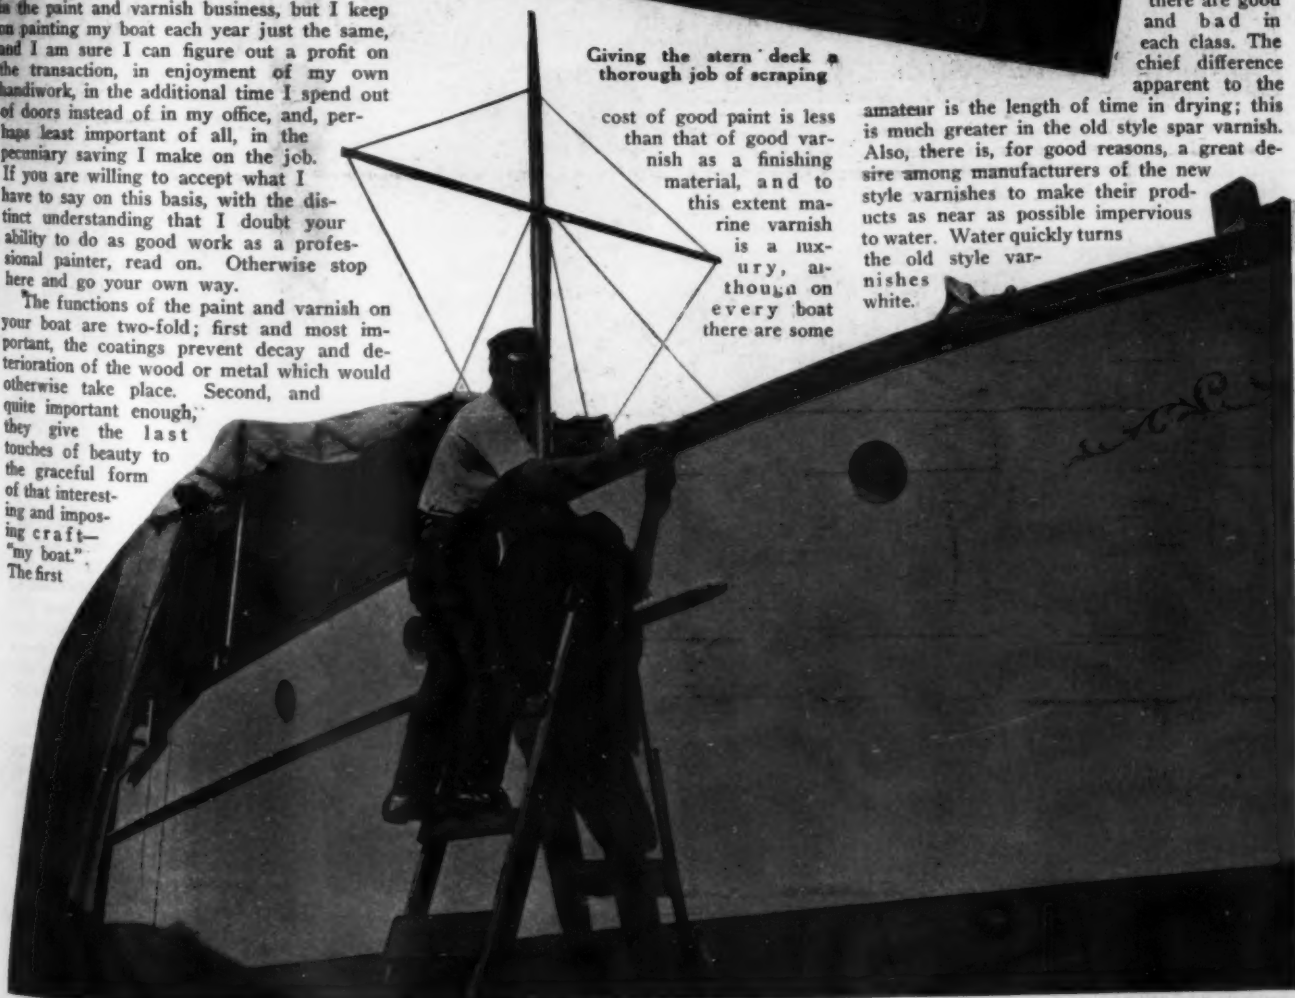 in the paint and varnish business, but I keep
on painting my boat each year just the same,
and I am sure I can figure out a profit on
the transaction, in enjoyment of my own
handiwork, in the additional time I spend out
of doors instead of in my office, and, per-
haps least important of all, in the
pecuniary saving I make on the job.
If you are willing to accept what I
have to say on this basis, with the dis-
tinct understanding that I doubt your
ability to do as good work as a profes-
sional painter, read on. Otherwise stop
here and go your own way.
The functions of the paint and varnish on
your boat are two-fold; first and most im-
portant, the coatings prevent decay and de-
terioration of the wood or metal which would
otherwise take place. Second, and
quite important enough,
they give the last
touches of beauty to
the graceful form
of that interest-
ing and impos-
ing craft—
"my boat."
The first
Giving the stern deck a
thorough job of scraping
cost of good paint is less
than that of good var-
nish as a finishing
material, and to
this extent ma-
rine varnish
is a lux-
ury, al-
though on
every boat
there are some
there are good
and bad in
each class. The
chief difference
apparent to the
amateur is the length of time in drying; this
is much greater in the old style spar varnish.
Also, there is, for good reasons, a great de-
sire among manufacturers of the new
style varnishes to make their prod-
ucts as near as possible impervious
to water. Water quickly turns
the old style var-
nishes
white.